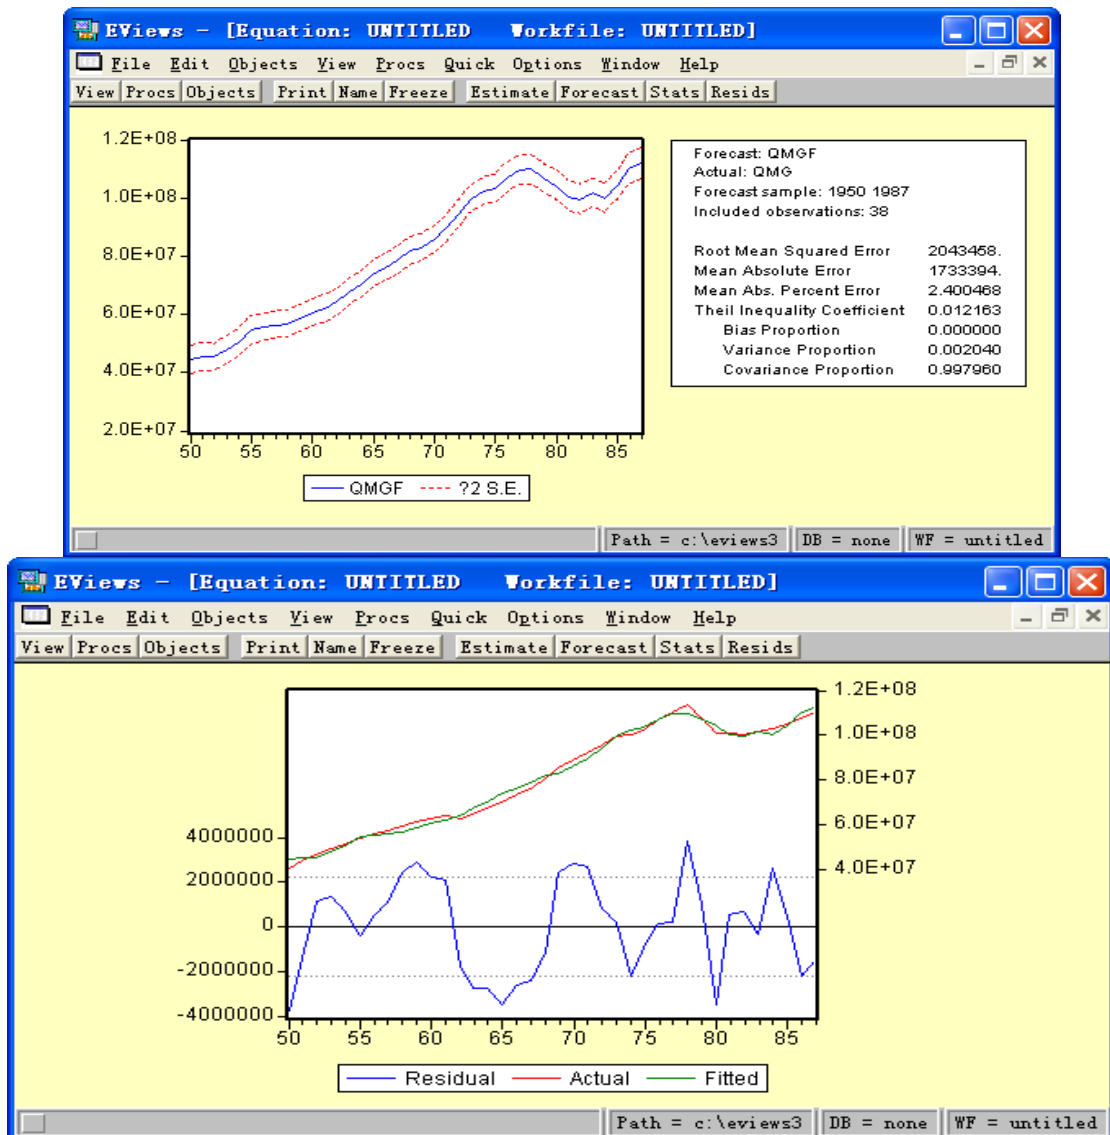 EViews - [Equation: UNTITLED Workfile: UNTITLED]
File Edit Objects View Procs Quick Options Window Help
View Procs Objects Print Name Freeze Estimate Forecast Stats Resids
1.2E+08
1.0E+08
8.0E+07
6.0E+07
4.0E+07
2.0E+07
50 55 60 65 70 75 80 85
QMGF ?2 S.E.
Forecast: QMGF
Actual: QMG
Forecast sample: 1950 1987
Included observations: 38
Root Mean Squared Error 2043458.
Mean Absolute Error 1733394.
Mean Abs. Percent Error 2.400468
Theil Inequality Coefficient 0.012163
Bias Proportion 0.000000
Variance Proportion 0.002040
Covariance Proportion 0.997960
Path = c:\eviews3 DB = none WF = untitled
EViews - [Equation: UNTITLED Workfile: UNTITLED]
File Edit Objects View Procs Quick Options Window Help
View Procs Objects Print Name Freeze Estimate Forecast Stats Resids
4000000
2000000
0
-2000000
-4000000
1.2E+08
1.0E+08
8.0E+07
6.0E+07
4.0E+07
50 55 60 65 70 75 80 85
Residual Actual Fitted
Path = c:\eviews3 DB = none WF = untitled